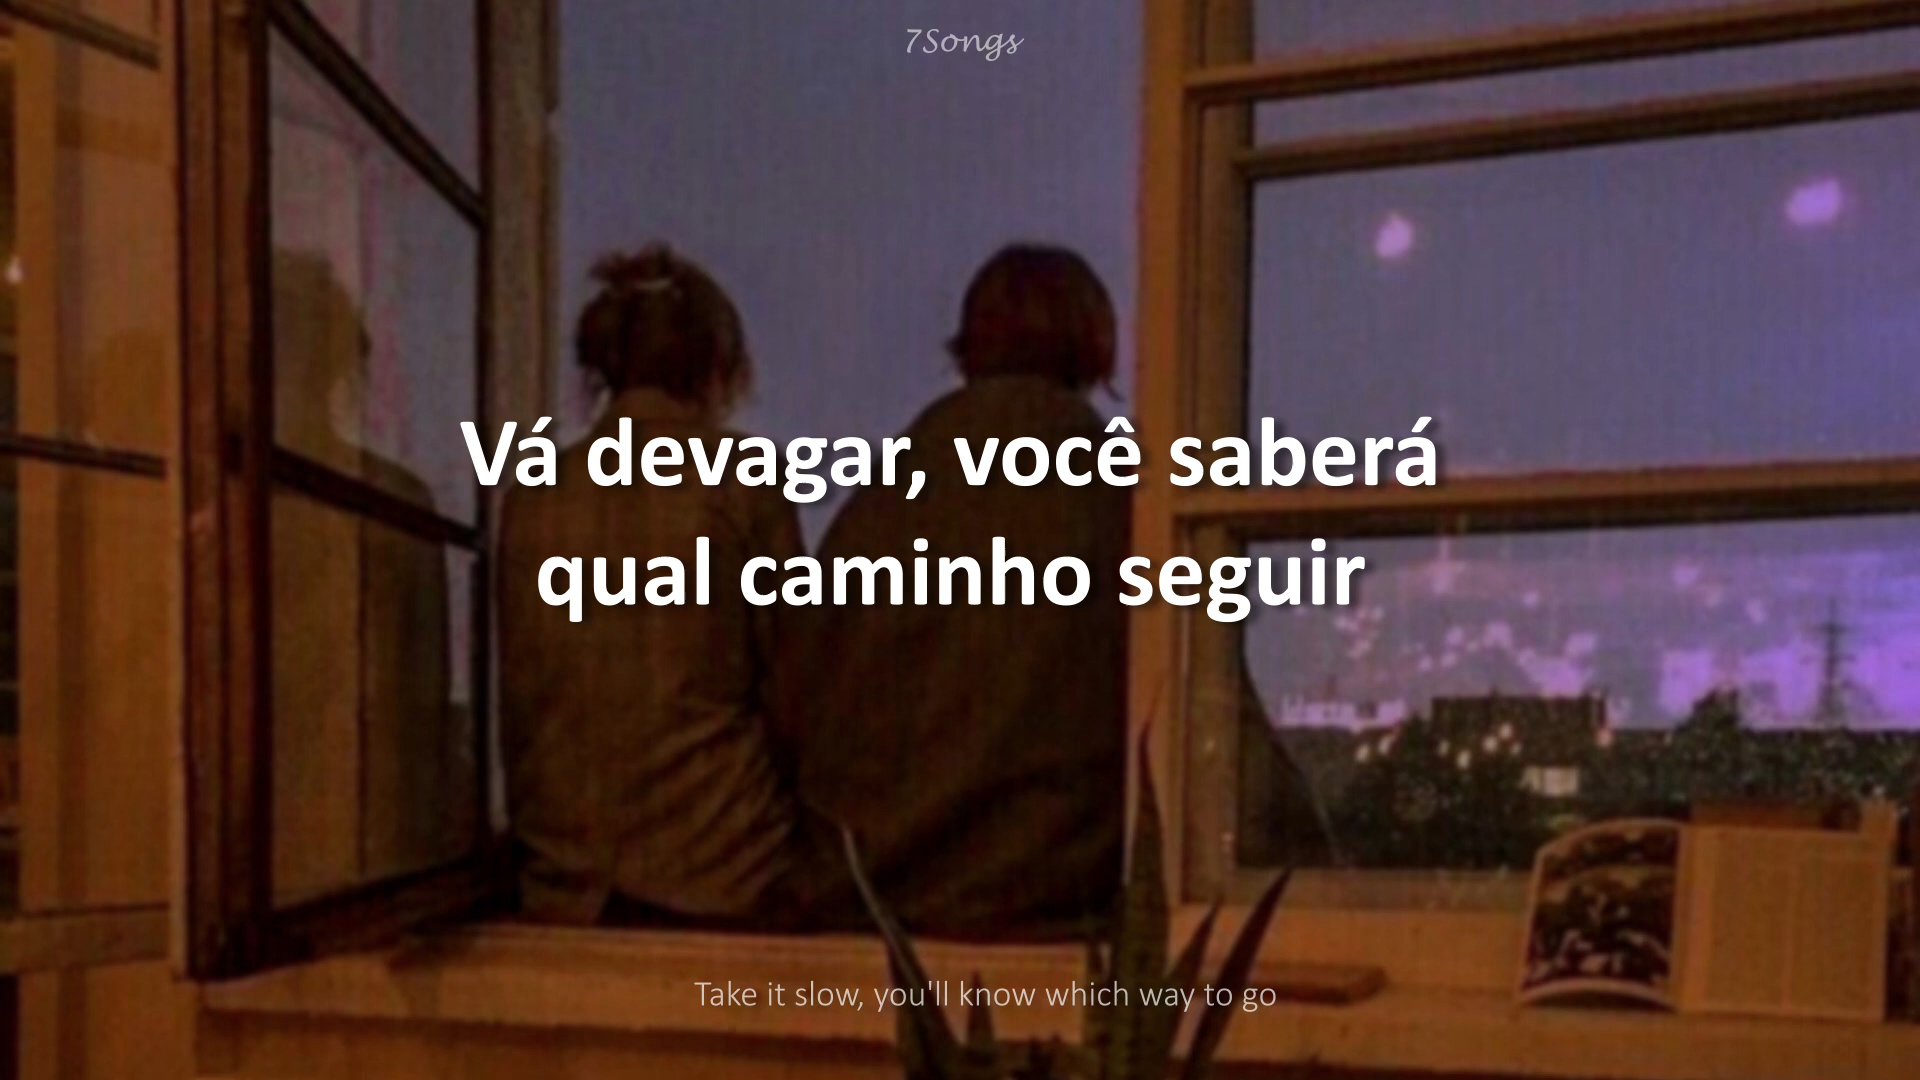 7Songs
Vá devagar, você saberá
qual caminho seguir
Take it slow, you'll know which way to go